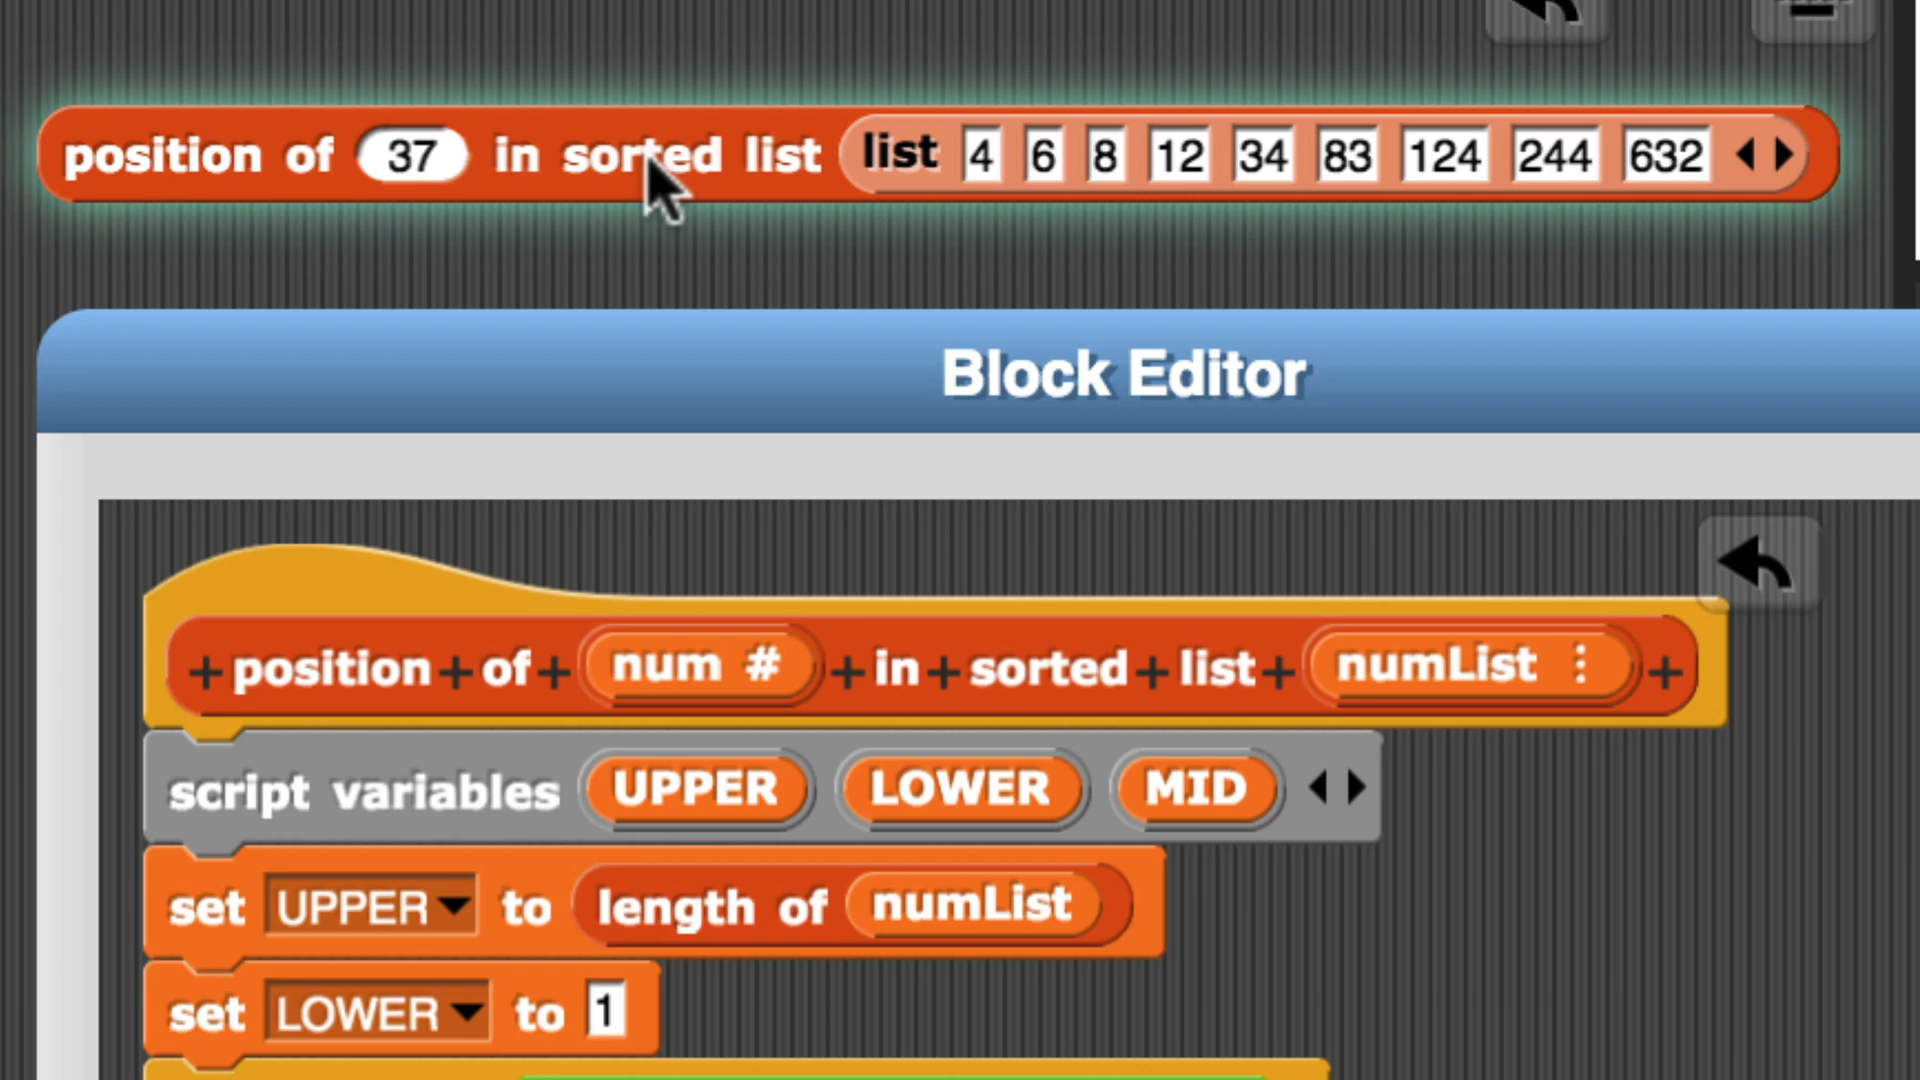 position of 37 in sorted list list 4 6 8 12 34 83 124 244 632
Block Editor
+ position + of + num # + in + sorted + list + numList ⋮ +
script variables UPPER LOWER MID
set UPPER to length of numList
set LOWER to 1